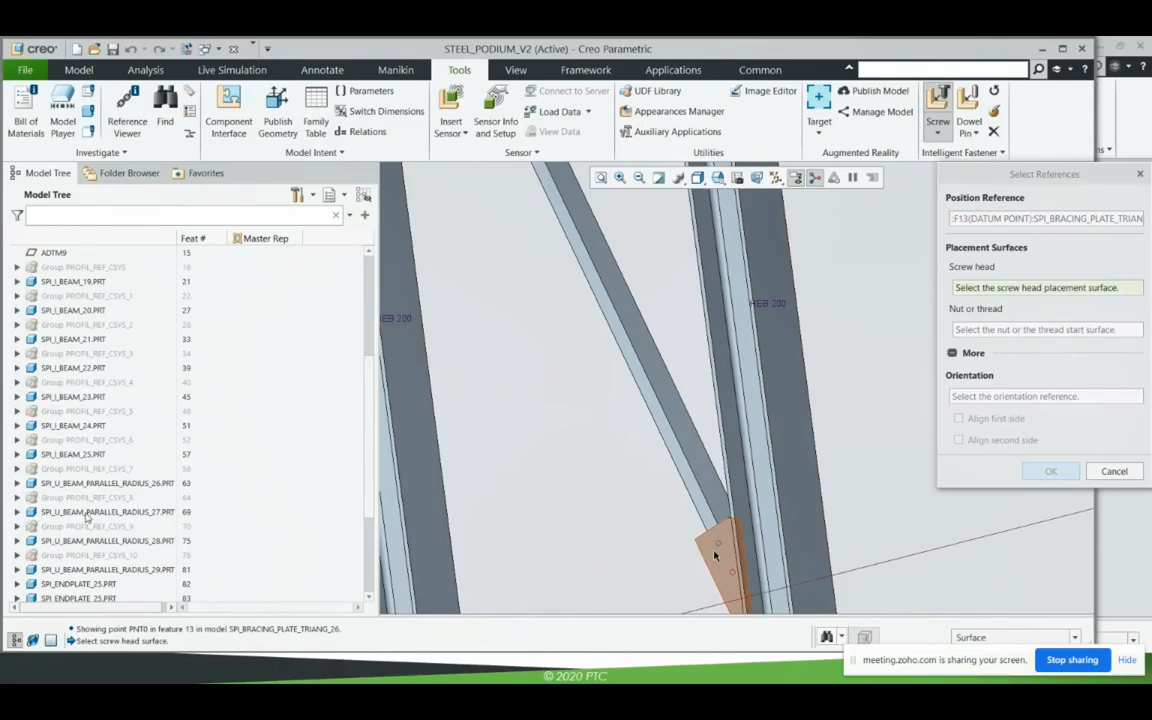 creo
STEEL_PODIUM_V2 (Active) - Creo Parametric
File Model Analysis Live Simulation Annotate Manikin Tools View Framework Applications Common
Bill of Materials
Model Player
Reference Viewer
Find
Investigate
Component Interface
Publish Geometry
Family Table
Parameters
Switch Dimensions
Relations
Model Intent
Insert Sensor
Sensor Info and Setup
Connect to Server
Load Data
View Data
Sensor
UDF Library
Appearances Manager
Auxiliary Applications
Image Editor
Utilities
Target
Publish Model
Manage Model
Augmented Reality
Screw
Dowel Pin
Intelligent Fastener
Model Tree Folder Browser Favorites
Model Tree
Feat # Master Rep
ADTM9 15
Group PROFIL_REF_CSYS 16
SPI_I_BEAM_19.PRT 21
Group PROFIL_REF_CSYS_1 22
SPI_I_BEAM_20.PRT 27
Group PROFIL_REF_CSYS_2 28
SPI_I_BEAM_21.PRT 33
Group PROFIL_REF_CSYS_3 34
SPI_I_BEAM_22.PRT 39
Group PROFIL_REF_CSYS_4 40
SPI_I_BEAM_23.PRT 45
Group PROFIL_REF_CSYS_5 46
SPI_I_BEAM_24.PRT 51
Group PROFIL_REF_CSYS_6 52
SPI_I_BEAM_25.PRT 57
Group PROFIL_REF_CSYS_7 58
SPI_U_BEAM_PARALLEL_RADIUS_26.PRT 63
Group PROFIL_REF_CSYS_8 64
SPI_U_BEAM_PARALLEL_RADIUS_27.PRT 69
Group PROFIL_REF_CSYS_9 70
SPI_U_BEAM_PARALLEL_RADIUS_28.PRT 75
Group PROFIL_REF_CSYS_10 76
SPI_U_BEAM_PARALLEL_RADIUS_29.PRT 81
SPI_ENDPLATE_25.PRT 82
SPI_ENDPLATE_25.PRT 83
HEB 200
HEB 200
Select References
Position Reference
:F13(DATUM POINT):SPI_BRACING_PLATE_TRIAN
Placement Surfaces
Screw head
Select the screw head placement surface.
Nut or thread
Select the nut or the thread start surface.
More
Orientation
Select the orientation reference.
Align first side
Align second side
OK Cancel
Showing point PNT0 in feature 13 in model SPI_BRACING_PLATE_TRIANG_26.
Select screw head surface.
Surface
meeting.zoho.com is sharing your screen. Stop sharing Hide
© 2020 PTC